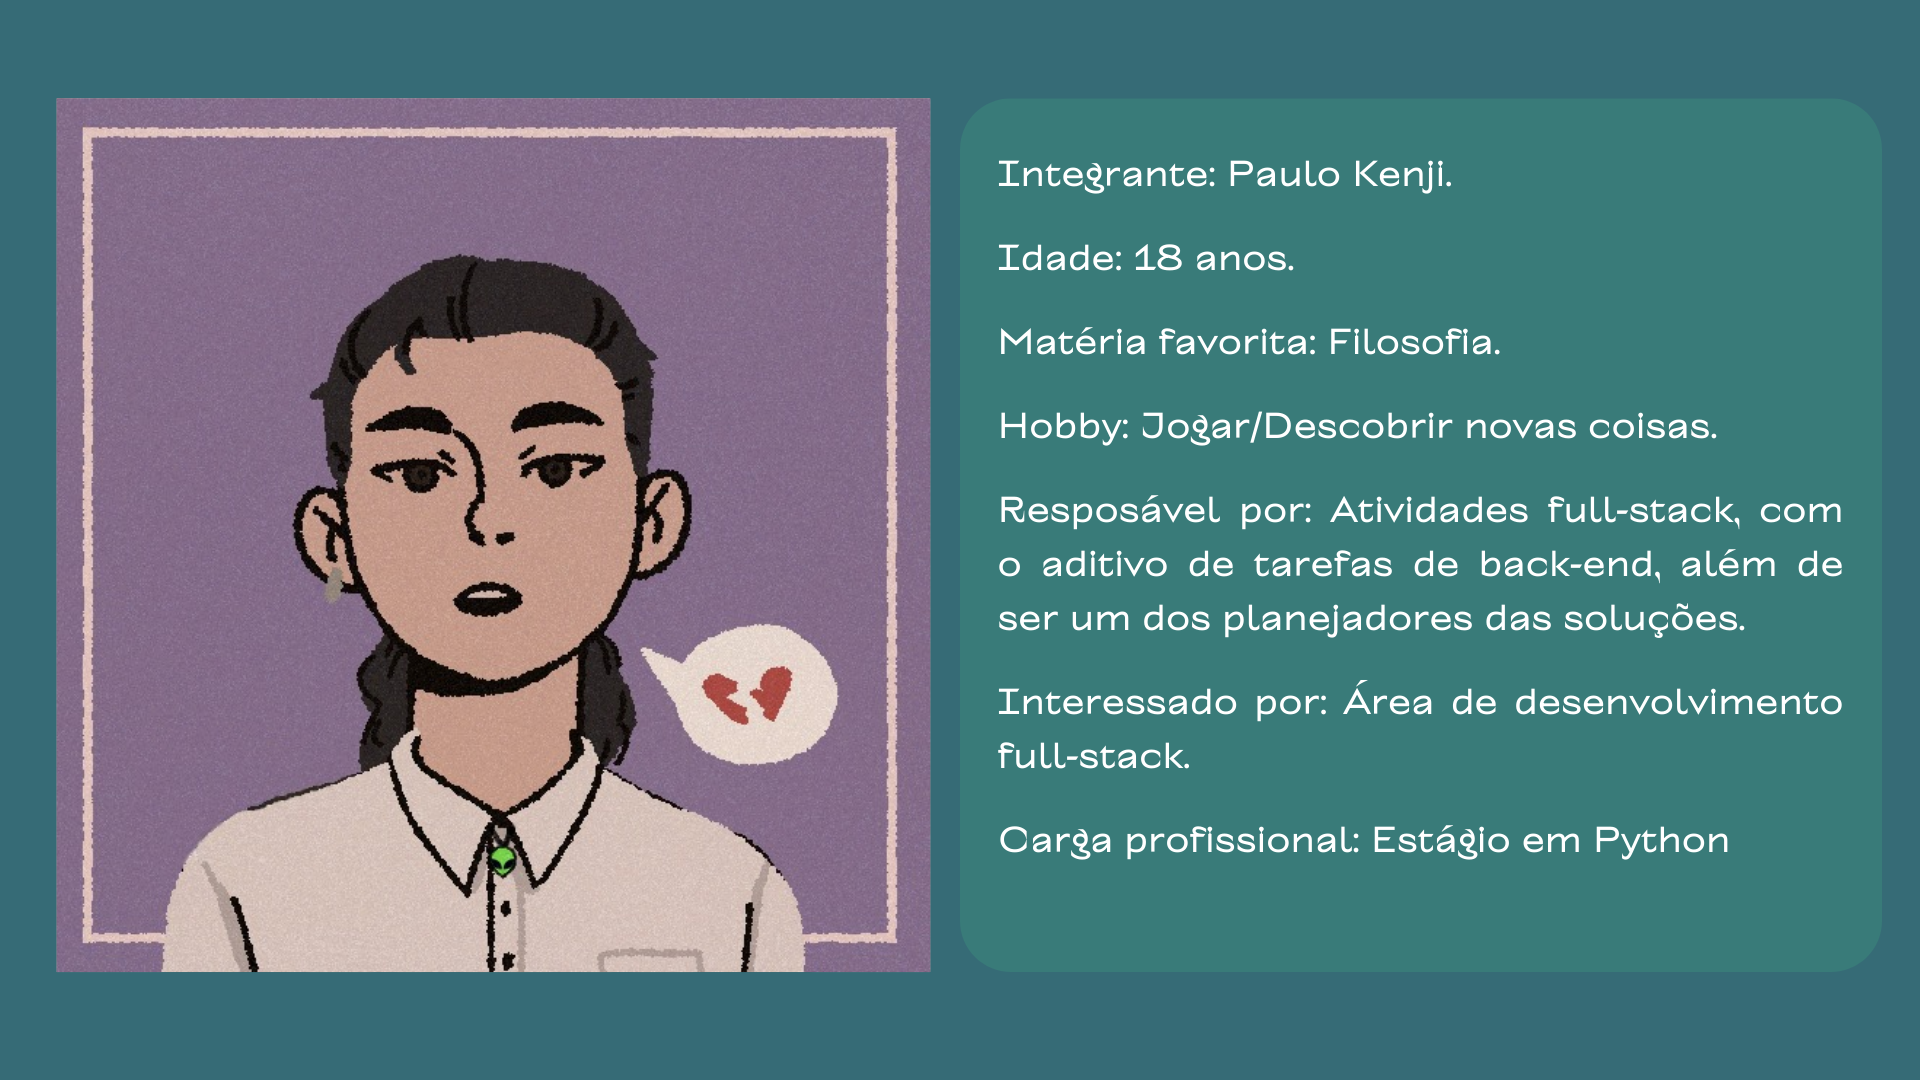 Integrante: Paulo Kenji.
Idade: 18 anos.
Matéria favorita: Filosofia.
Hobby: Jogar/Descobrir novas coisas.
Resposável por: Atividades full-stack, com
o aditivo de tarefas de back-end, além de
ser um dos planejadores das soluções.
Interessado por: Área de desenvolvimento
full-stack.
Carga profissional: Estágio em Python